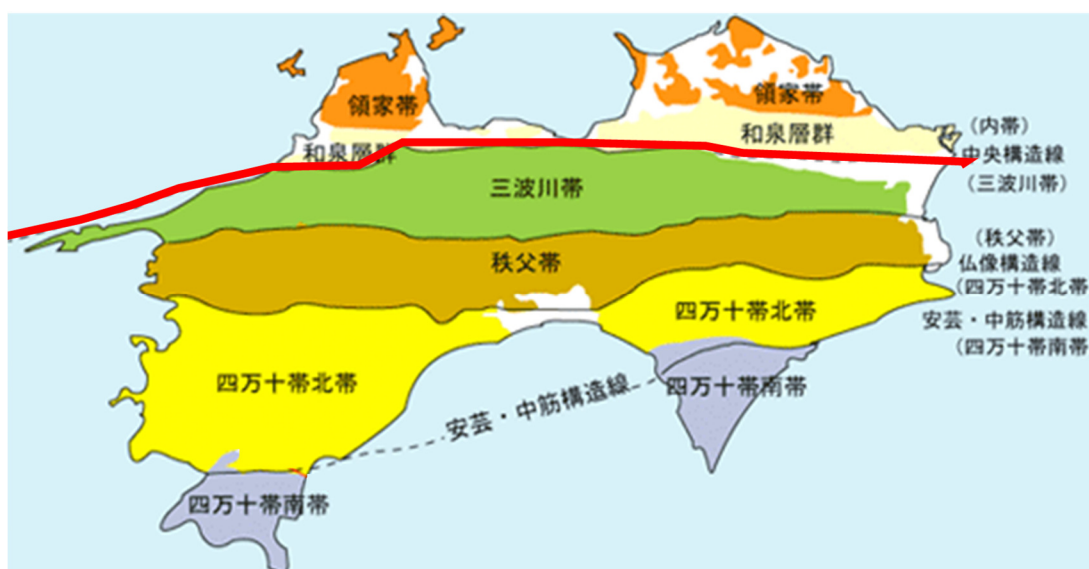 領家帯
領家帯
和泉層群
和泉層群
(内帯)
中央構造線
(三波川帯)
三波川帯
(秩父帯)
秩父帯
仏像構造線
(四万十帯北帯
四万十帯北帯
安芸・中筋構造線
(四万十帯南帯
四万十帯北帯
四万十帯南帯
安芸・中筋構造線
四万十帯南帯